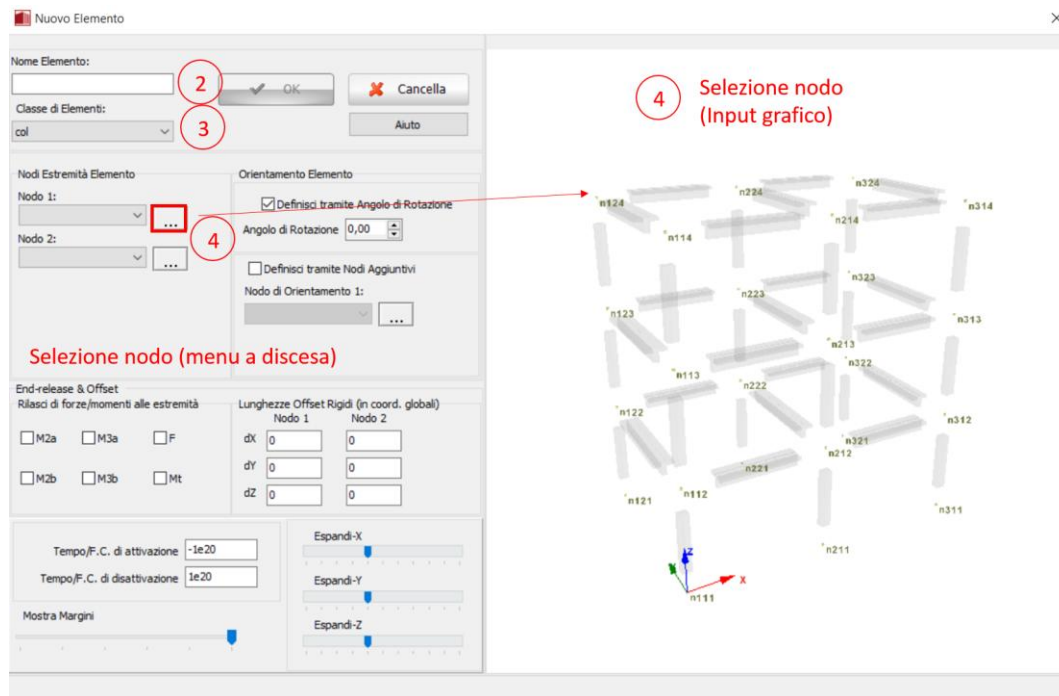 Nuovo Elemento
Nome Elemento:
2
OK
Cancella
Classe di Elementi:
col
3
Aiuto
Nodi Estremità Elemento
Nodo 1:
...
4
Nodo 2:
...
Orientamento Elemento
Definisci tramite Angolo di Rotazione
Angolo di Rotazione 0,00
Definisci tramite Nodi Aggiuntivi
Nodo di Orientamento 1:
...
Selezione nodo (menu a discesa)
End-release & Offset
Rilasci di forze/momenti alle estremità
M2a M3a F
M2b M3b Mt
Lunghezze Offset Rigidi (in coord. globali)
Nodo 1 Nodo 2
dX 0 0
dY 0 0
dZ 0 0
Tempo/F.C. di attivazione -1e20
Tempo/F.C. di disattivazione 1e20
Mostra Margini
Espandi-X
Espandi-Y
Espandi-Z
4
Selezione nodo
(Input grafico)
n124
n224
n324
n314
n214
n114
n323
n223
n123
n313
n213
n113
n322
n222
n122
n312
n321
n212
n221
n121
n112
n311
n211
Z
X
n111